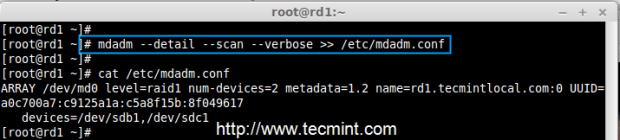 root@rd1:~
[root@rd1 ~]#
[root@rd1 ~]# mdadm --detail --scan --verbose >> /etc/mdadm.conf
[root@rd1 ~]#
[root@rd1 ~]# cat /etc/mdadm.conf
ARRAY /dev/md0 level=raid1 num-devices=2 metadata=1.2 name=rd1.tecmintlocal.com:0 UUID=
a0c700a7:c9125a1a:c5a8f15b:8f049617
devices=/dev/sdb1,/dev/sdc1
[root@rd1 ~]#
http://www.tecmint.com